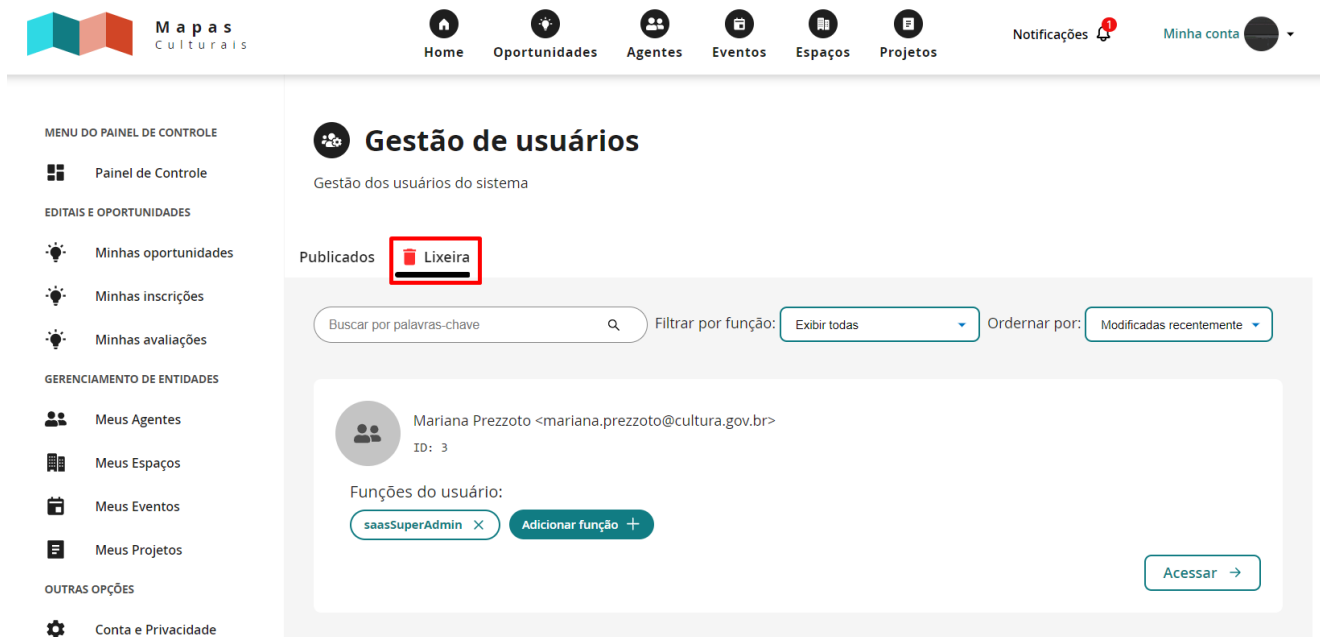 Mapas
Culturais
Home
Oportunidades
Agentes
Eventos
Espaços
Projetos
Notificações
1
Minha conta
MENU DO PAINEL DE CONTROLE
Painel de Controle
EDITAIS E OPORTUNIDADES
Minhas oportunidades
Minhas inscrições
Minhas avaliações
GERENCIAMENTO DE ENTIDADES
Meus Agentes
Meus Espaços
Meus Eventos
Meus Projetos
OUTRAS OPÇÕES
Conta e Privacidade
Gestão de usuários
Gestão dos usuários do sistema
Publicados
Lixeira
Buscar por palavras-chave
Filtrar por função:
Exibir todas
Ordernar por:
Modificadas recentemente
Mariana Prezzoto <mariana.prezzoto@cultura.gov.br>
ID: 3
Funções do usuário:
saasSuperAdmin
Adicionar função
Acessar